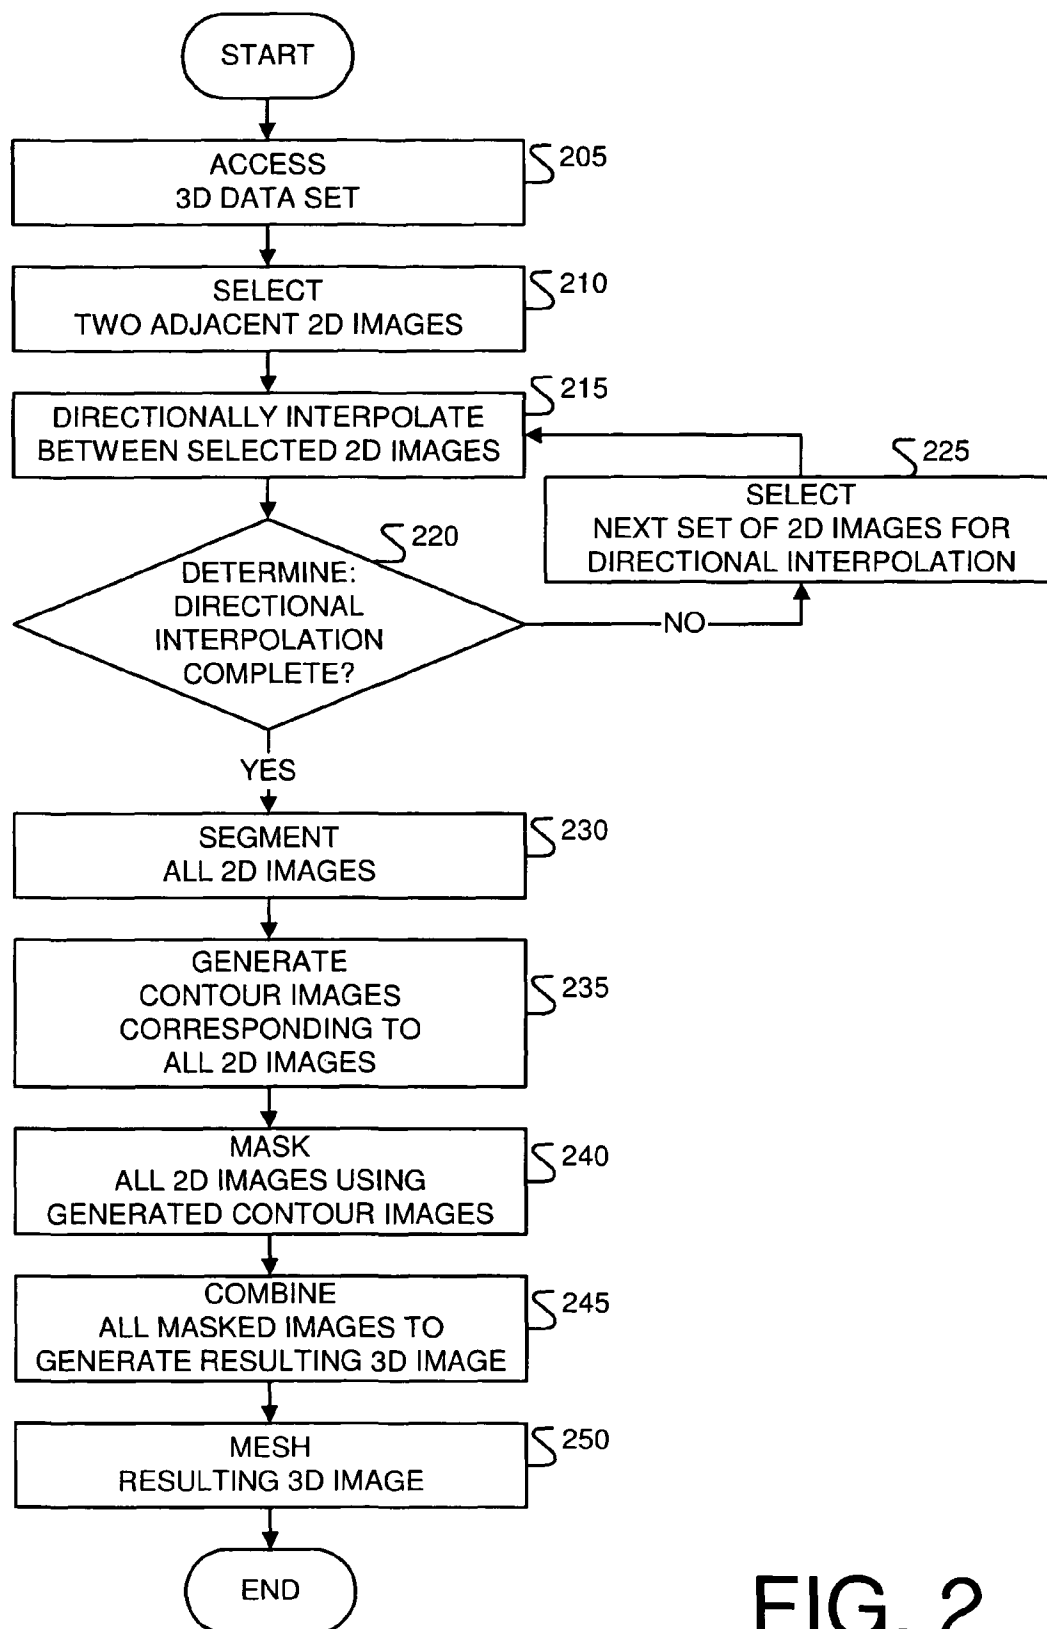 START
ACCESS
3D DATA SET
205
SELECT
TWO ADJACENT 2D IMAGES
210
DIRECTIONALLY INTERPOLATE
BETWEEN SELECTED 2D IMAGES
215
SELECT
NEXT SET OF 2D IMAGES FOR
DIRECTIONAL INTERPOLATION
225
DETERMINE:
DIRECTIONAL
INTERPOLATION
COMPLETE?
220
NO
YES
SEGMENT
ALL 2D IMAGES
230
GENERATE
CONTOUR IMAGES
CORRESPONDING TO
ALL 2D IMAGES
235
MASK
ALL 2D IMAGES USING
GENERATED CONTOUR IMAGES
240
COMBINE
ALL MASKED IMAGES TO
GENERATE RESULTING 3D IMAGE
245
MESH
RESULTING 3D IMAGE
250
END
FIG. 2